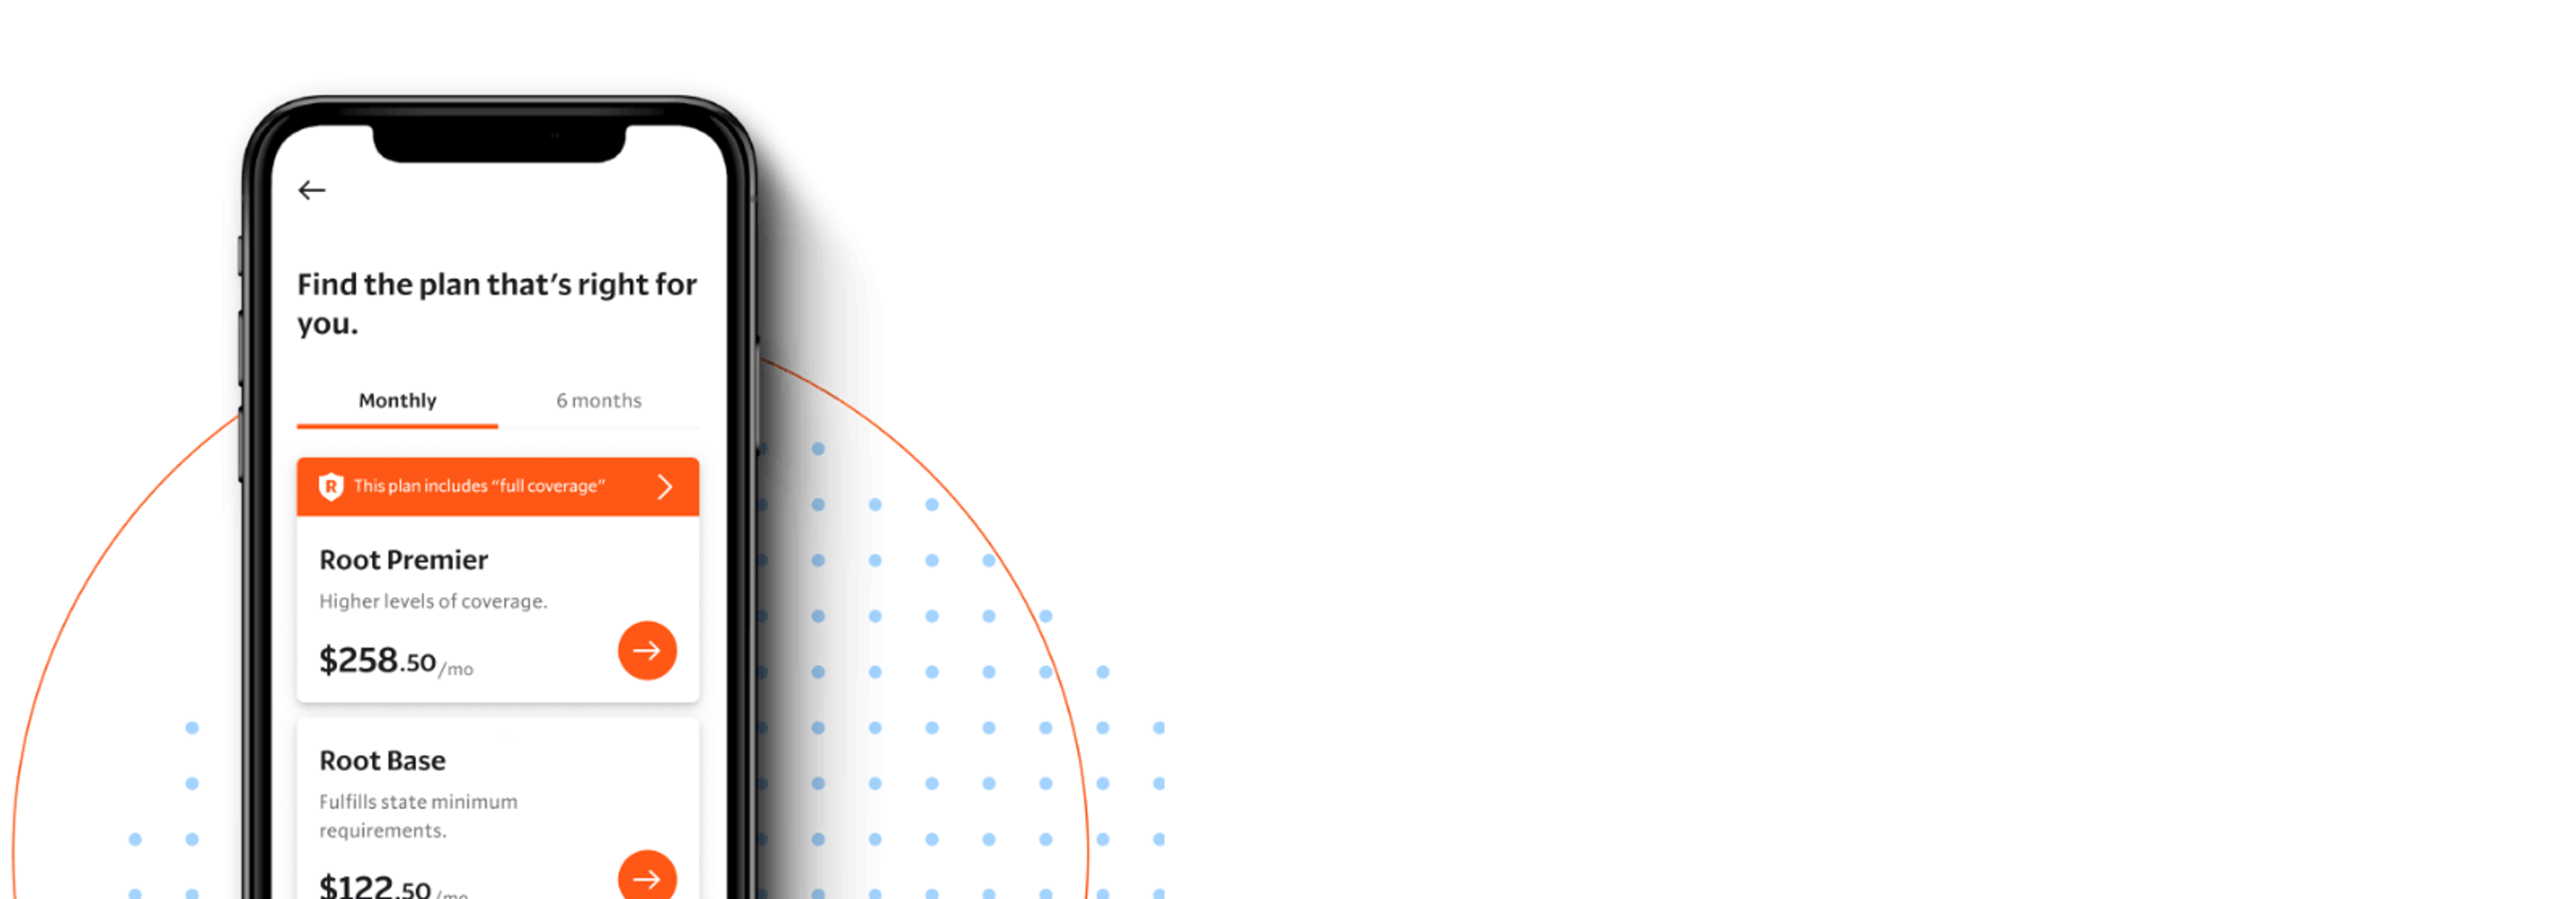 Find the plan that's right for
you.
Monthly
6 months
R
This plan includes “full coverage”
Root Premier
Higher levels of coverage.
$258.50/mo
Root Base
Fulfills state minimum
requirements.
$122.50/mo